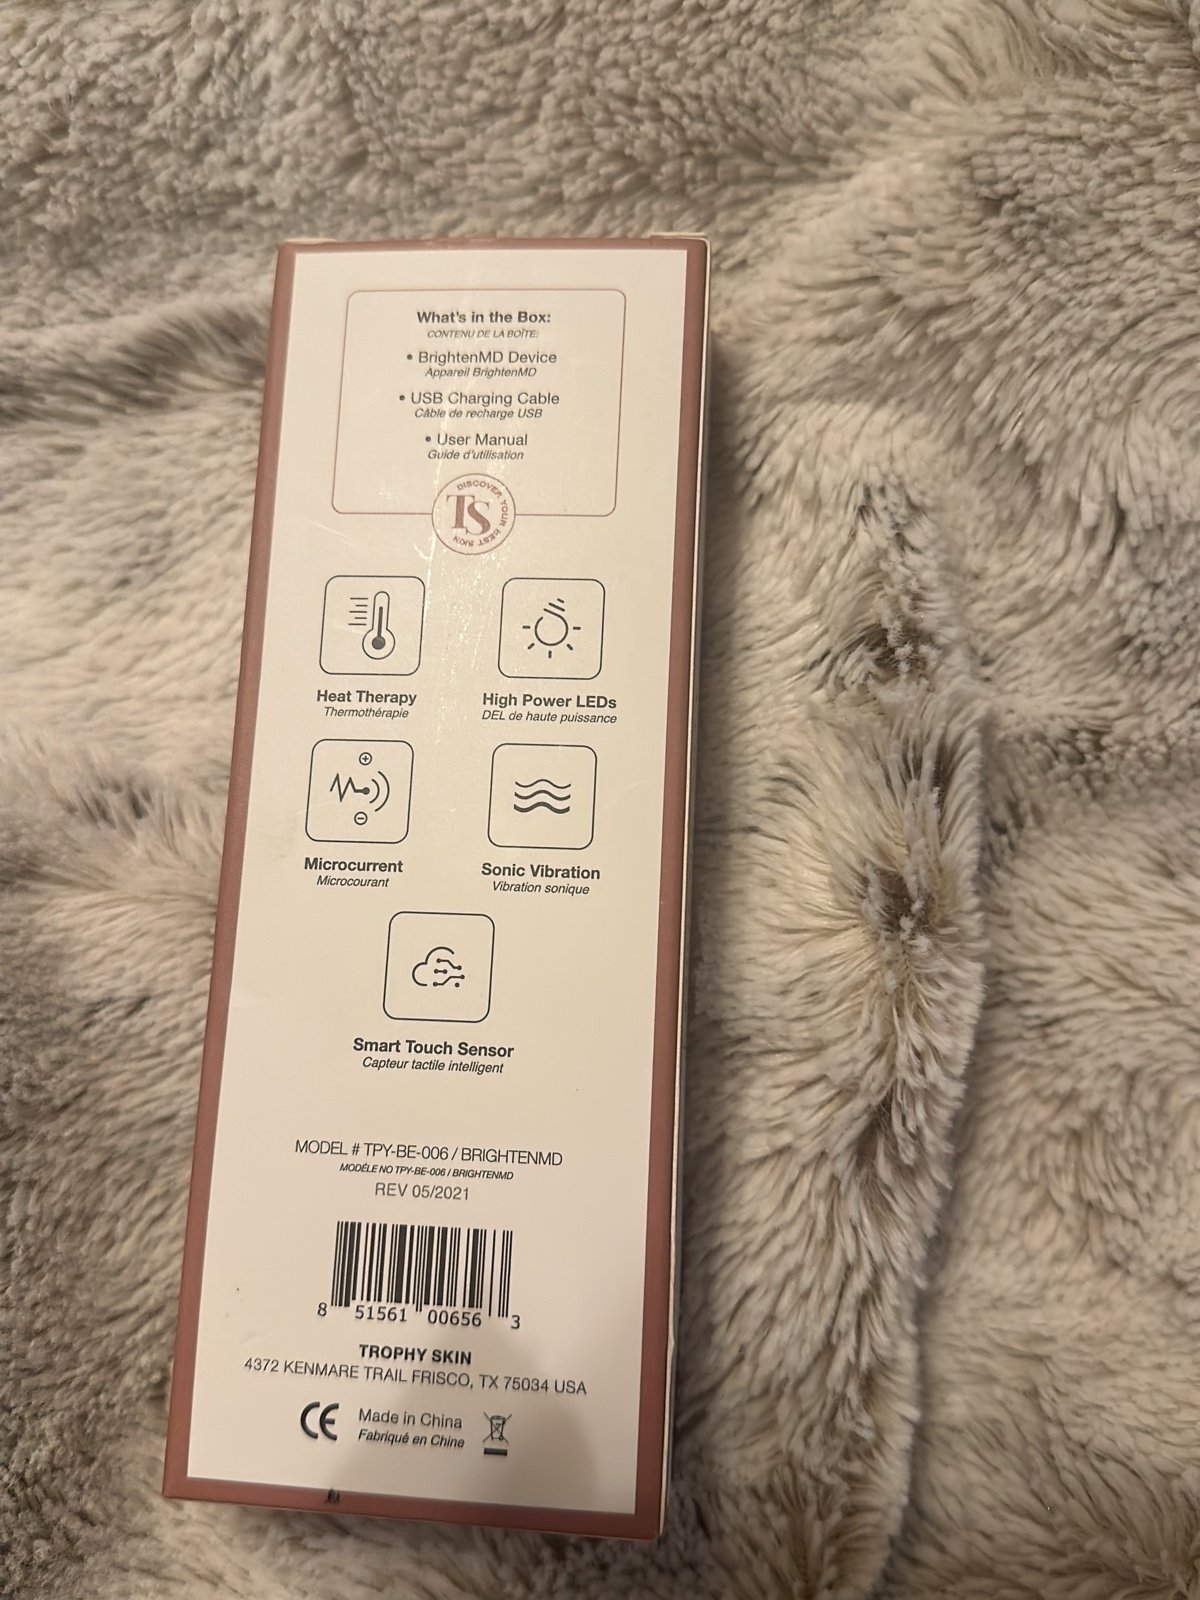 What's in the Box:
CONTENU DE LA BOÎTE:
• BrightenMD Device
Appareil BrightenMD
• USB Charging Cable
Câble de recharge USB
• User Manual
Guide d'utilisation
DISCOVER YOUR BEST SKIN
TS
Heat Therapy
Thermothérapie
High Power LEDs
DEL de haute puissance
Microcurrent
Microcourant
Sonic Vibration
Vibration sonique
Smart Touch Sensor
Capteur tactile intelligent
MODEL # TPY-BE-006 / BRIGHTENMD
MODÈLE NO TPY-BE-006 / BRIGHTENMD
REV 05/2021
8 51561 00656 3
TROPHY SKIN
4372 KENMARE TRAIL FRISCO, TX 75034 USA
CE
Made in China
Fabriqué en Chine